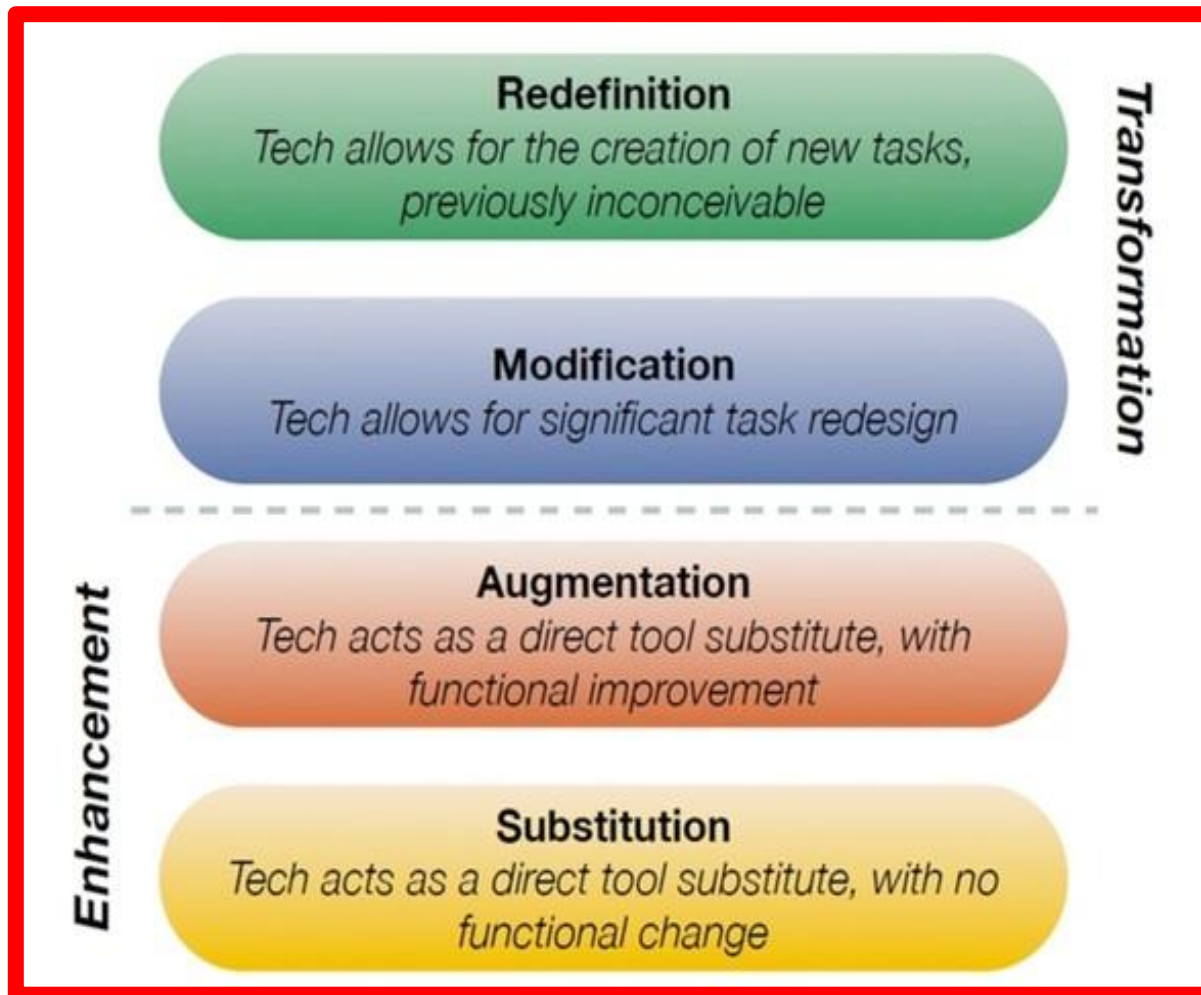 Redefinition
Tech allows for the creation of new tasks,
previously inconceivable
Transformation
Modification
Tech allows for significant task redesign
Augmentation
Tech acts as a direct tool substitute, with
functional improvement
Enhancement
Substitution
Tech acts as a direct tool substitute, with no
functional change